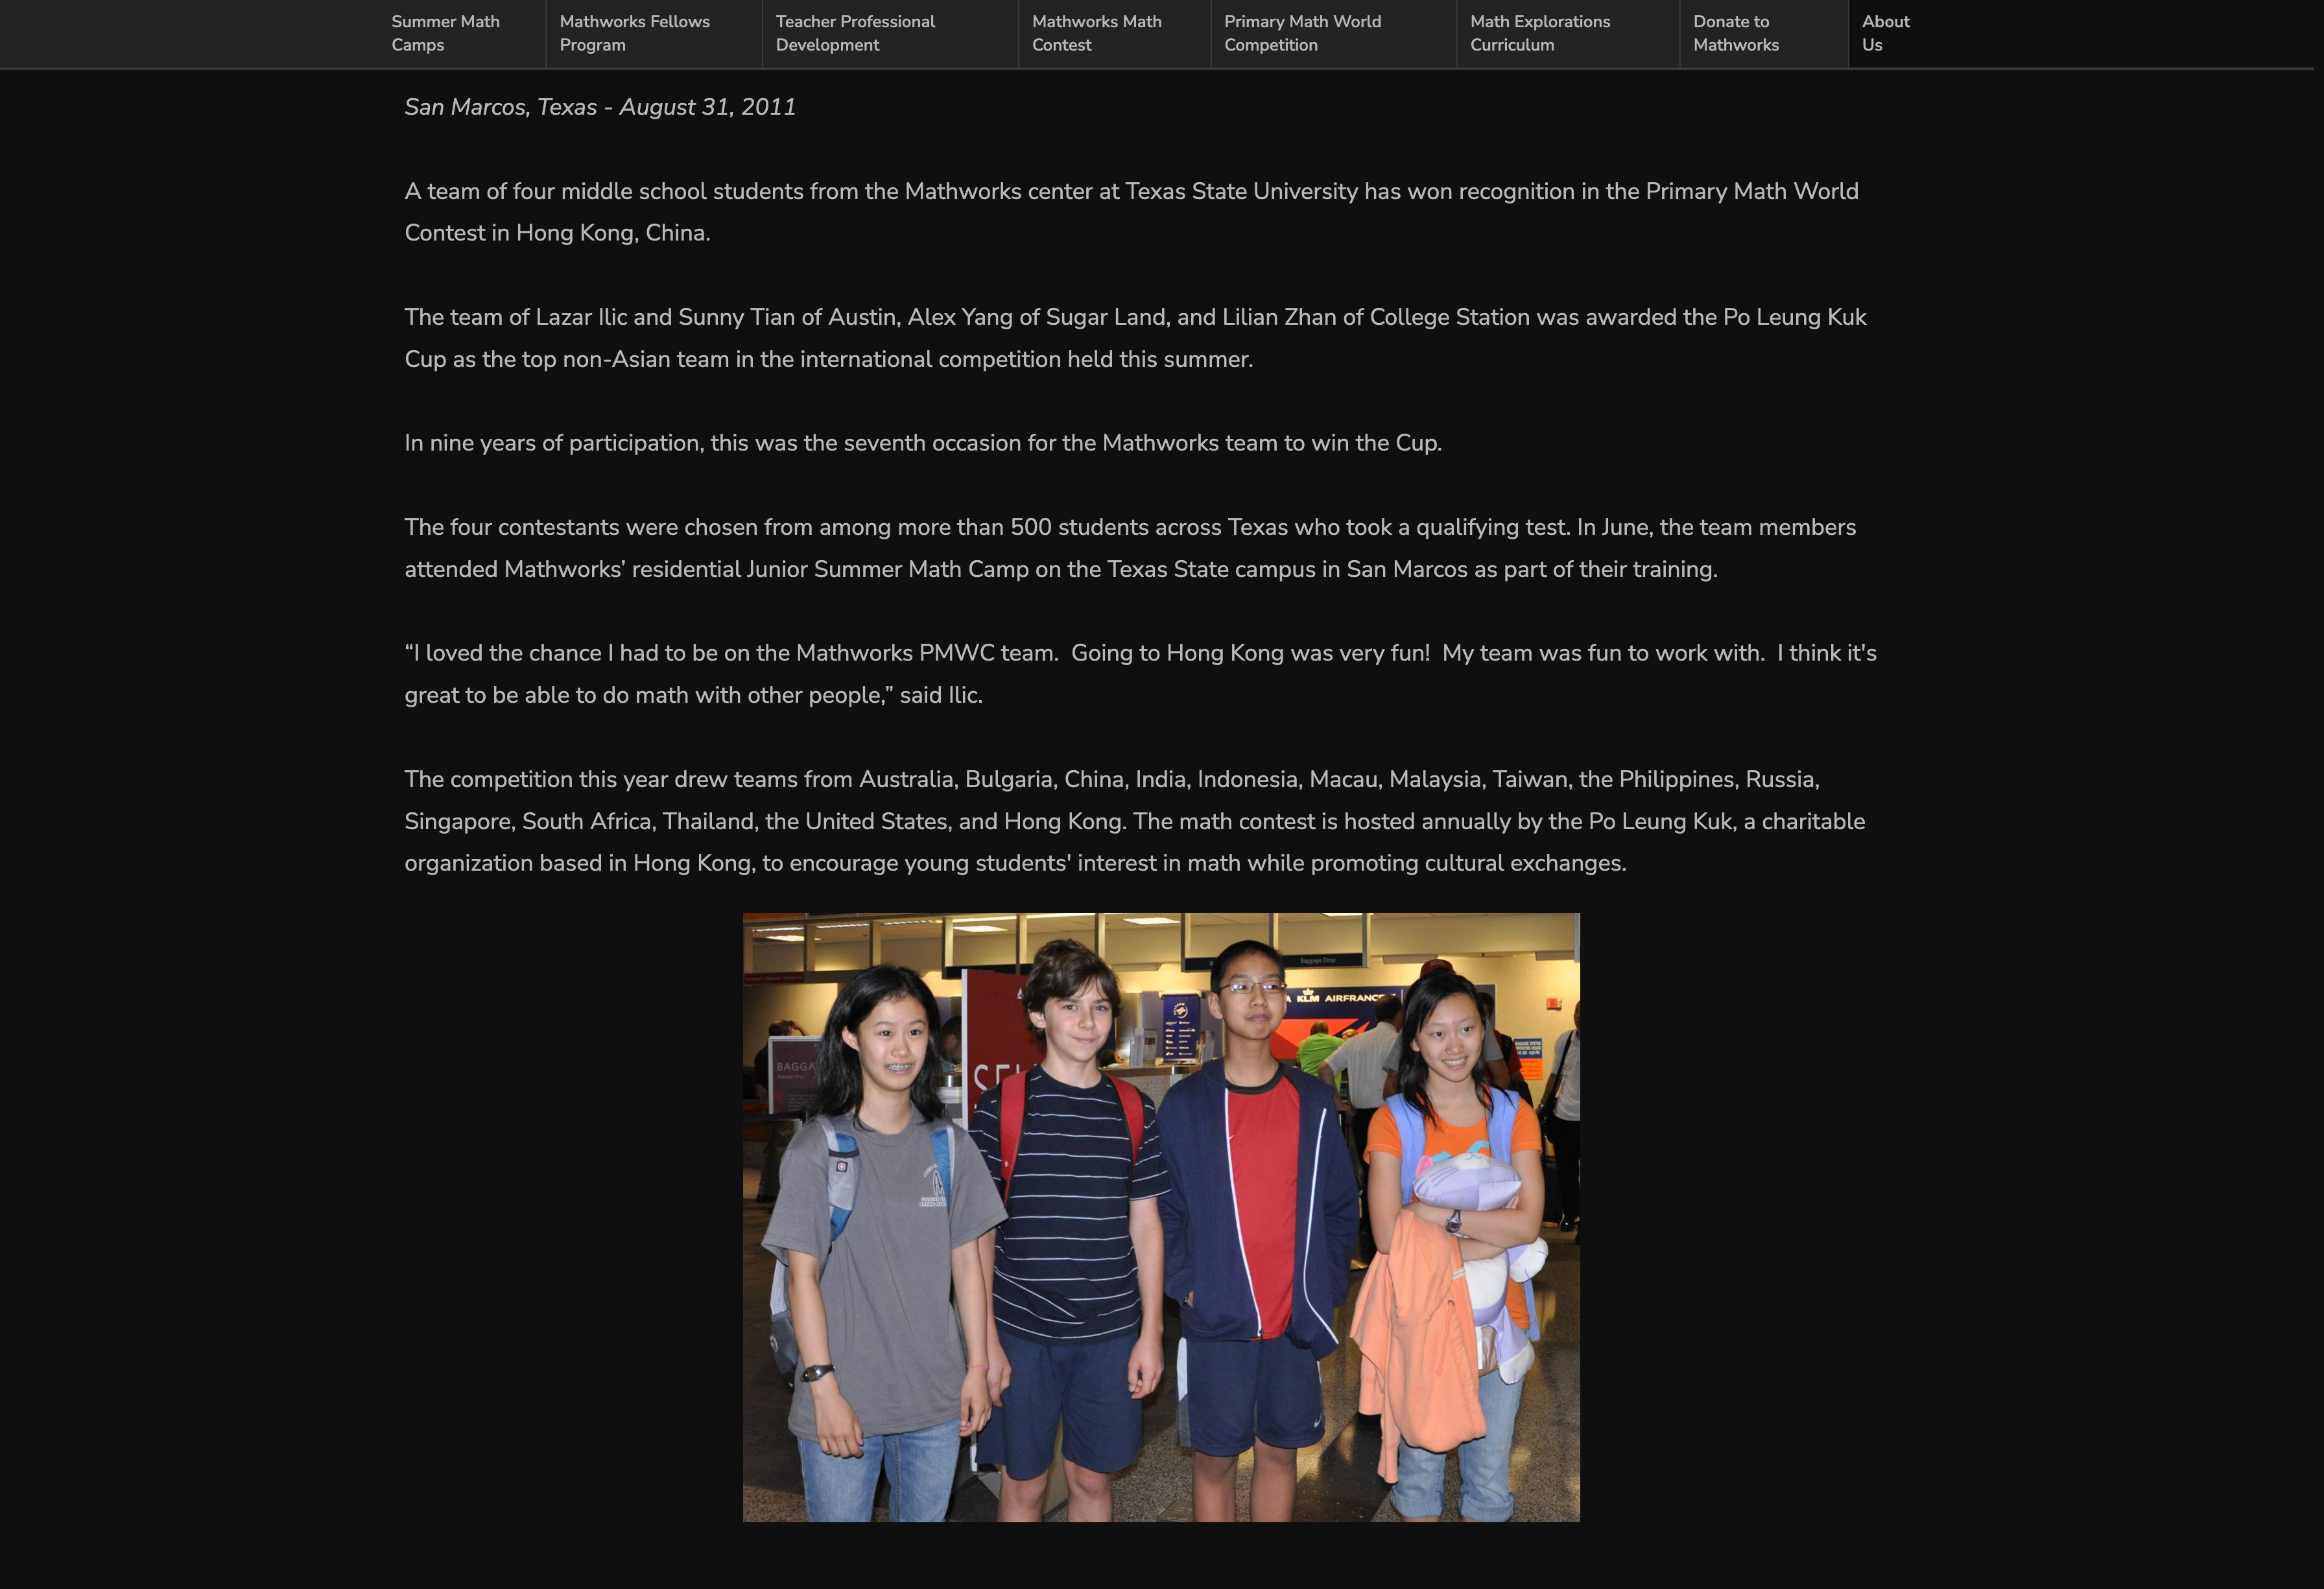 Summer Math
Camps
Mathworks Fellows
Program
Teacher Professional
Development
Mathworks Math
Contest
Primary Math World
Competition
Math Explorations
Curriculum
Donate to
Mathworks
About
Us
San Marcos, Texas - August 31, 2011
A team of four middle school students from the Mathworks center at Texas State University has won recognition in the Primary Math World
Contest in Hong Kong, China.
The team of Lazar Ilic and Sunny Tian of Austin, Alex Yang of Sugar Land, and Lilian Zhan of College Station was awarded the Po Leung Kuk
Cup as the top non-Asian team in the international competition held this summer.
In nine years of participation, this was the seventh occasion for the Mathworks team to win the Cup.
The four contestants were chosen from among more than 500 students across Texas who took a qualifying test. In June, the team members
attended Mathworks’ residential Junior Summer Math Camp on the Texas State campus in San Marcos as part of their training.
“I loved the chance I had to be on the Mathworks PMWC team.  Going to Hong Kong was very fun!  My team was fun to work with.  I think it's
great to be able to do math with other people,” said Ilic.
The competition this year drew teams from Australia, Bulgaria, China, India, Indonesia, Macau, Malaysia, Taiwan, the Philippines, Russia,
Singapore, South Africa, Thailand, the United States, and Hong Kong. The math contest is hosted annually by the Po Leung Kuk, a charitable
organization based in Hong Kong, to encourage young students' interest in math while promoting cultural exchanges.
Baggage Drop
KLM AIRFRANCE
BAGGA